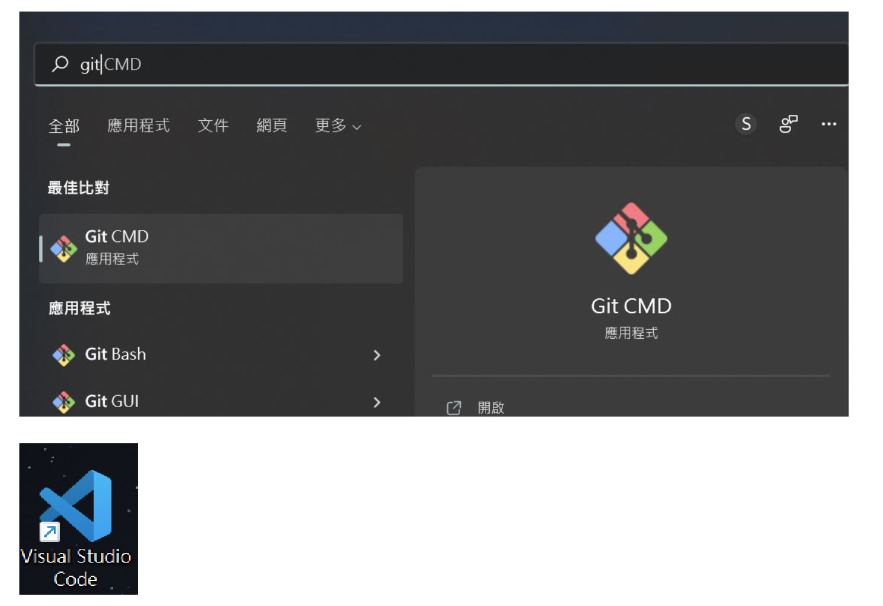 gitCMD
全部 應用程式 文件 網頁 更多
S
最佳比對
Git CMD
應用程式
應用程式
Git Bash
Git GUI
Git CMD
應用程式
開啟
Visual Studio
Code